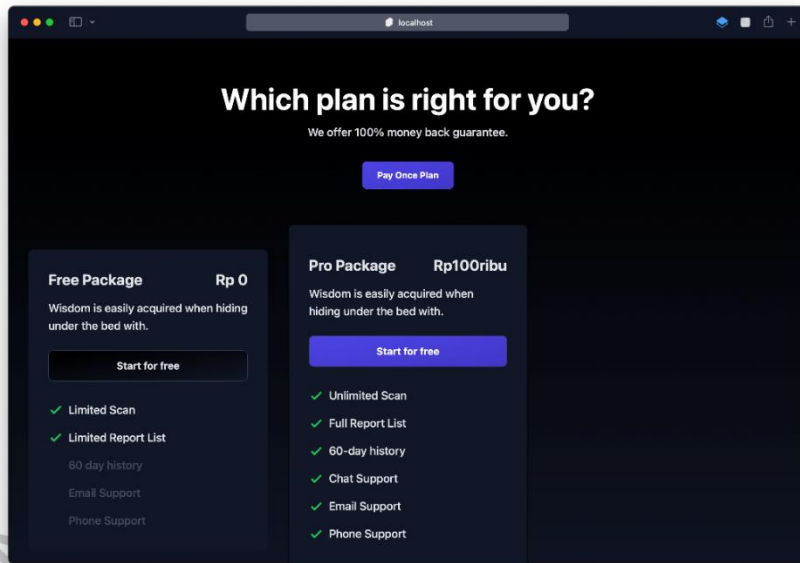 localhost
Which plan is right for you?
We offer 100% money back guarantee.
Pay Once Plan
Free Package Rp 0
Wisdom is easily acquired when hiding
under the bed with.
Start for free
Limited Scan
Limited Report List
60 day history
Email Support
Phone Support
Pro Package Rp100ribu
Wisdom is easily acquired when
hiding under the bed with.
Start for free
Unlimited Scan
Full Report List
60-day history
Chat Support
Email Support
Phone Support